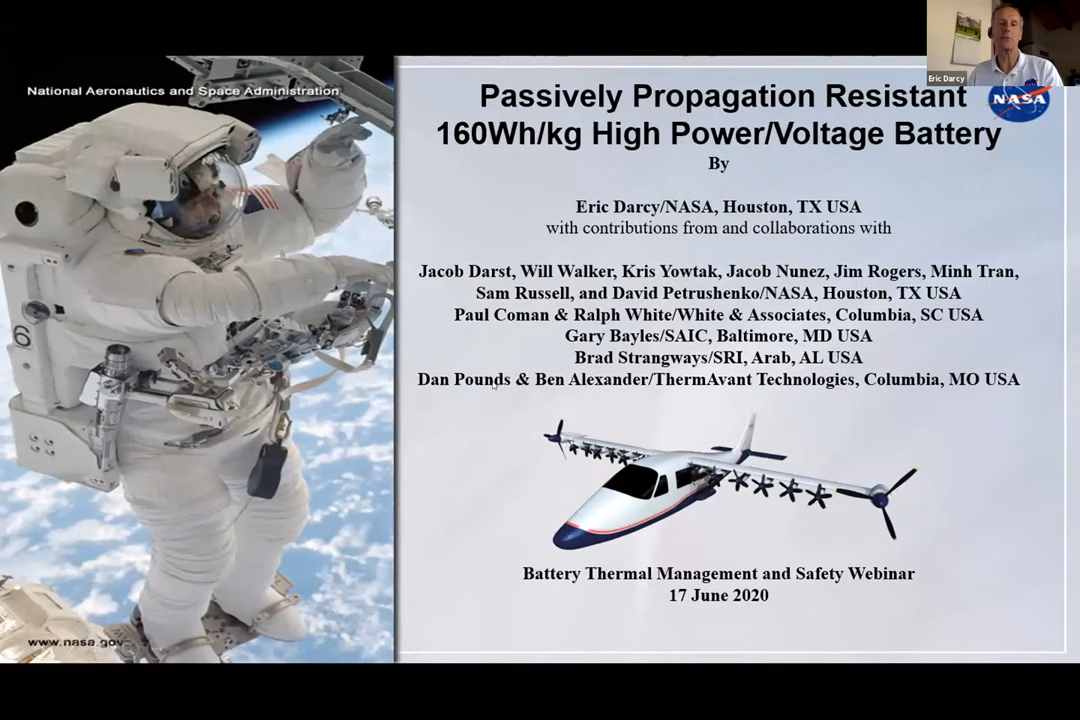 National Aeronautics and Space Administration
Eric Darcy
NASA
Passively Propagation Resistant
160Wh/kg High Power/Voltage Battery
By
Eric Darcy/NASA, Houston, TX USA
with contributions from and collaborations with
Jacob Darst, Will Walker, Kris Yowtak, Jacob Nunez, Jim Rogers, Minh Tran,
Sam Russell, and David Petrushenko/NASA, Houston, TX USA
Paul Coman & Ralph White/White & Associates, Columbia, SC USA
Gary Bayles/SAIC, Baltimore, MD USA
Brad Strangways/SRI, Arab, AL USA
Dan Pounds & Ben Alexander/ThermAvant Technologies, Columbia, MO USA
6
Battery Thermal Management and Safety Webinar
17 June 2020
www.nasa.gov